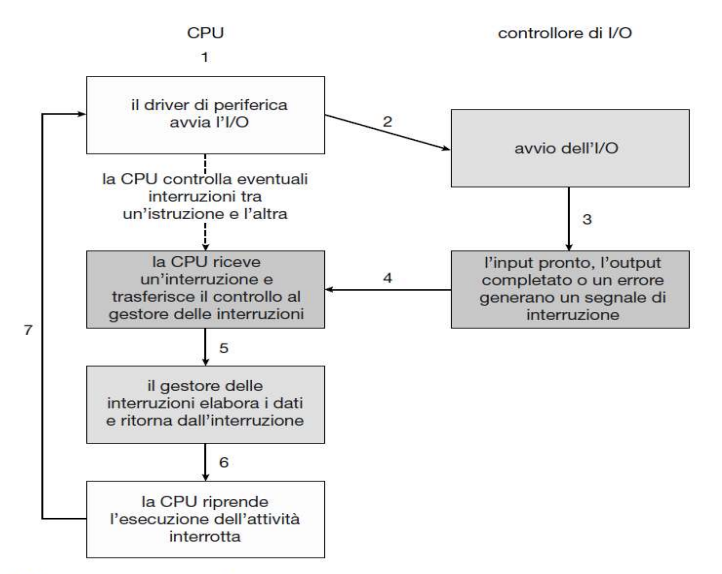 CPU
controllore di I/O
1
il driver di periferica
avvia l'I/O
2
avvio dell'I/O
la CPU controlla eventuali
interruzioni tra
un'istruzione e l'altra
3
la CPU riceve
un'interruzione e
trasferisce il controllo al
gestore delle interruzioni
4
l'input pronto, l'output
completato o un errore
generano un segnale di
interruzione
7
5
il gestore delle
interruzioni elabora i dati
e ritorna dall'interruzione
6
la CPU riprende
l'esecuzione dell'attività
interrotta